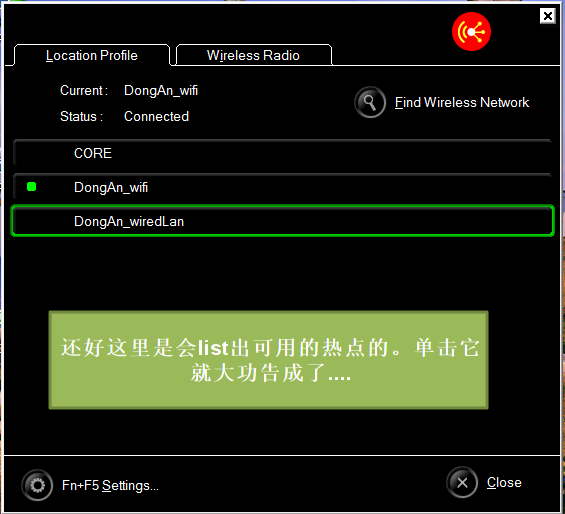 Location Profile
Wireless Radio
Current : DongAn_wifi
Status : Connected
Find Wireless Network
CORE
DongAn_wifi
DongAn_wiredLan
还好这里是会list出可用的热点的。单击它
就大功告成了....
Fn+F5 Settings...
Close